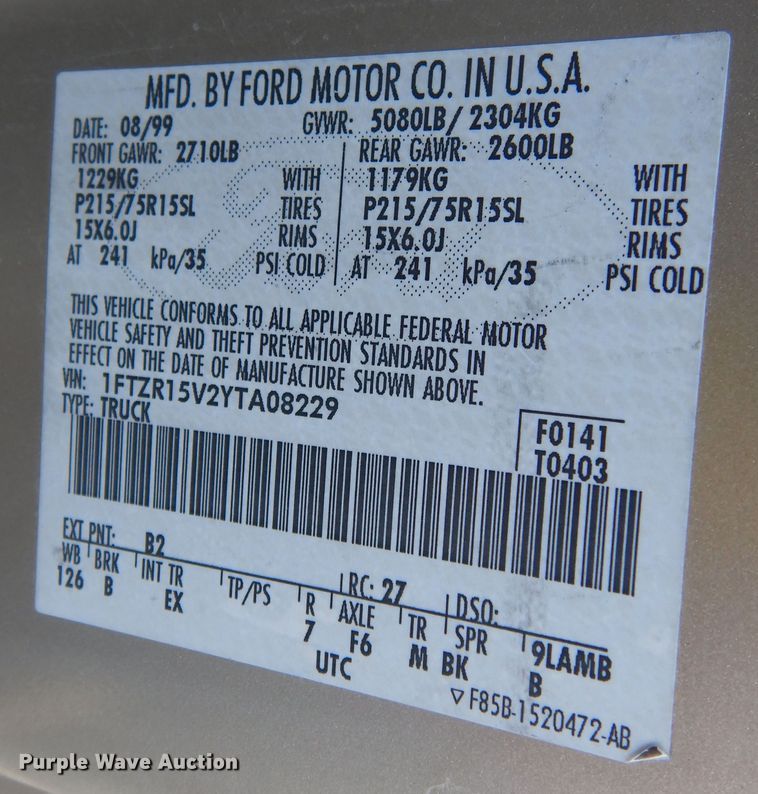 MFD. BY FORD MOTOR CO. IN U.S.A.
DATE: 08/99 GVWR: 5080LB/ 2304KG
FRONT GAWR: 2710LB REAR GAWR: 2600LB
1229KG WITH 1179KG WITH
P215/75R15SL TIRES P215/75R15SL TIRES
15X6.0J RIMS 15X6.0J RIMS
AT 241 kPa/35 PSI COLD AT 241 kPa/35 PSI COLD
THIS VEHICLE CONFORMS TO ALL APPLICABLE FEDERAL MOTOR
VEHICLE SAFETY AND THEFT PREVENTION STANDARDS IN
EFFECT ON THE DATE OF MANUFACTURE SHOWN ABOVE.
VIN: 1FTZR15V2YTA08229
TYPE: TRUCK
F0141
T0403
EXT PNT: B2 RC: 27 DSO:
WB BRK INT TR TP/PS R AXLE TR SPR 9LAMB
126 B EX 7 F6 M BK B
UTC
▽ F85B-1520472-AB
Purple Wave Auction